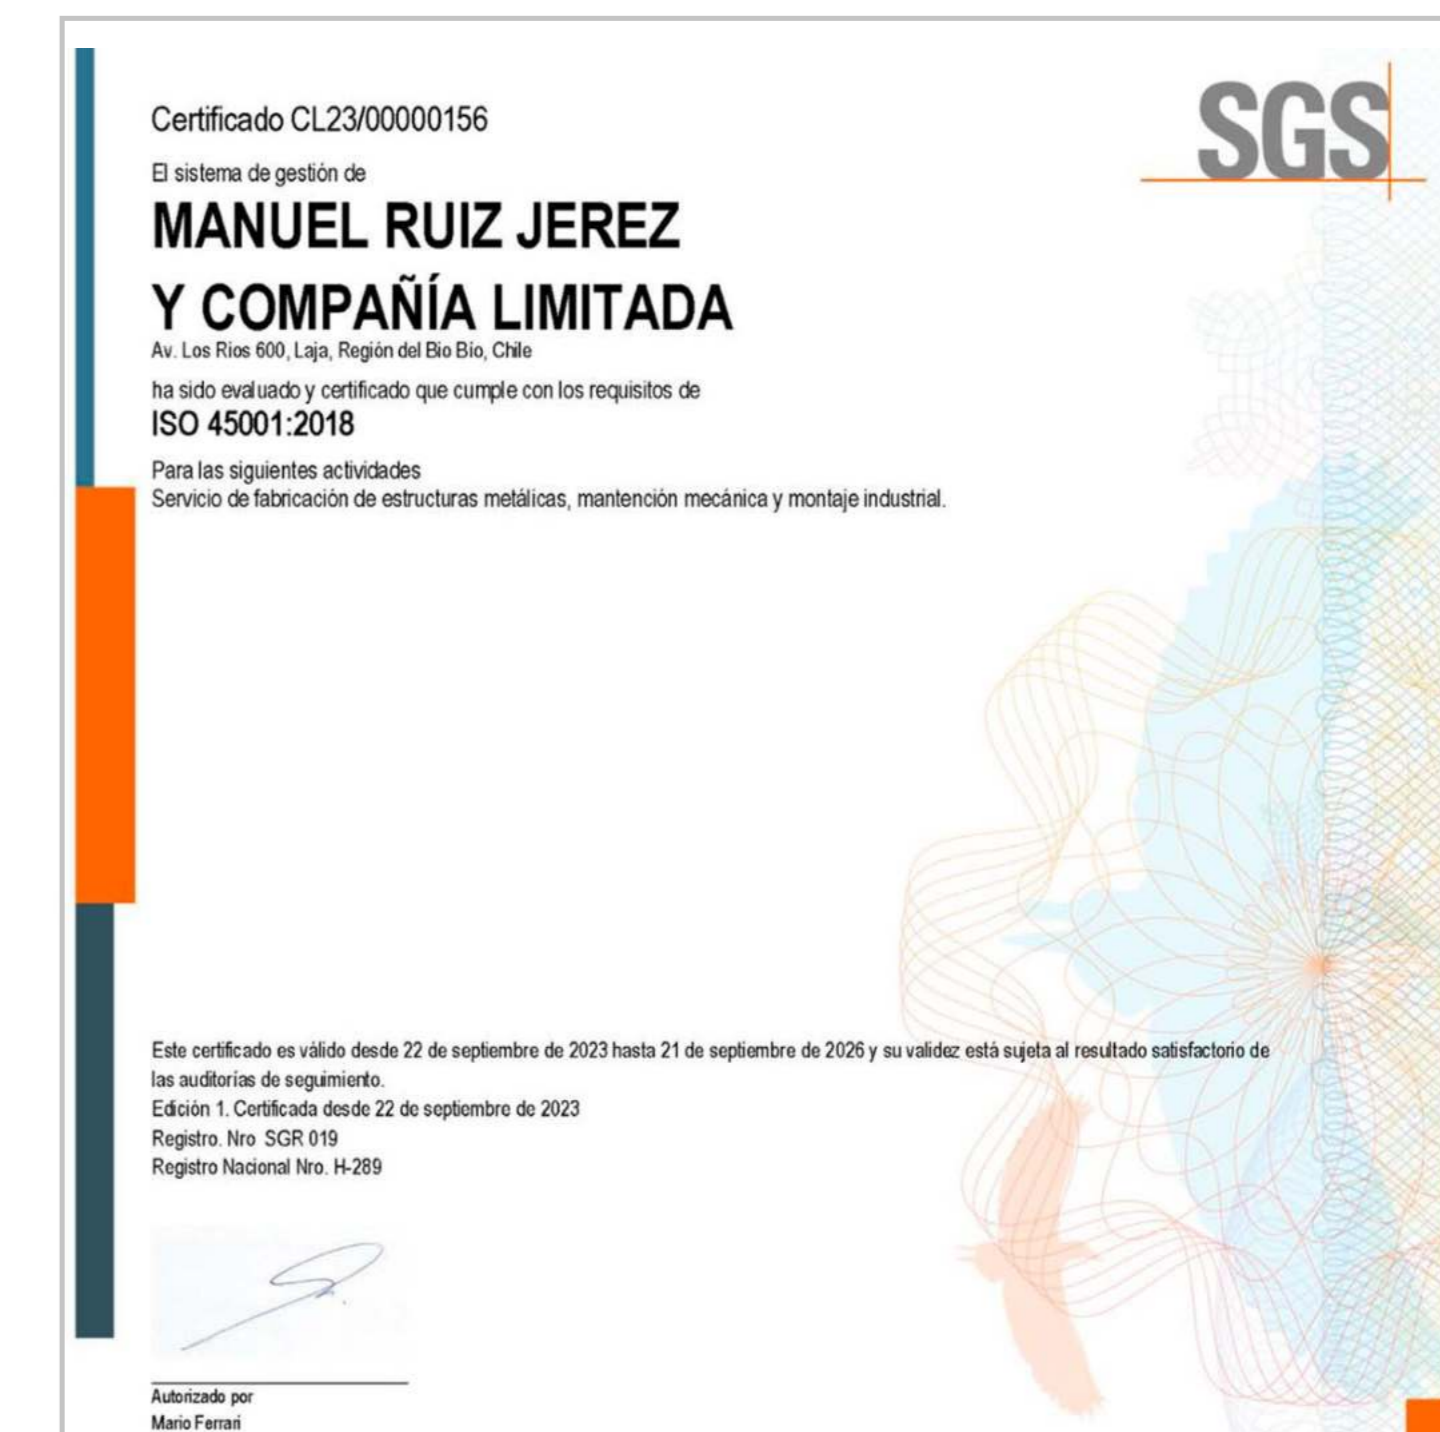 Certificado CL23/00000156
SGS
El sistema de gestión de
MANUEL RUIZ JEREZ
Y COMPAÑÍA LIMITADA
Av. Los Rios 600, Laja, Región del Bio Bio, Chile
ha sido evaluado y certificado que cumple con los requisitos de
ISO 45001:2018
Para las siguientes actividades
Servicio de fabricación de estructuras metálicas, mantención mecánica y montaje industrial.
Este certificado es válido desde 22 de septiembre de 2023 hasta 21 de septiembre de 2026 y su validez está sujeta al resultado satisfactorio de
las auditorías de seguimiento.
Edición 1. Certificada desde 22 de septiembre de 2023
Registro. Nro SGR 019
Registro Nacional Nro. H-289
Autorizado por
Mario Ferrari